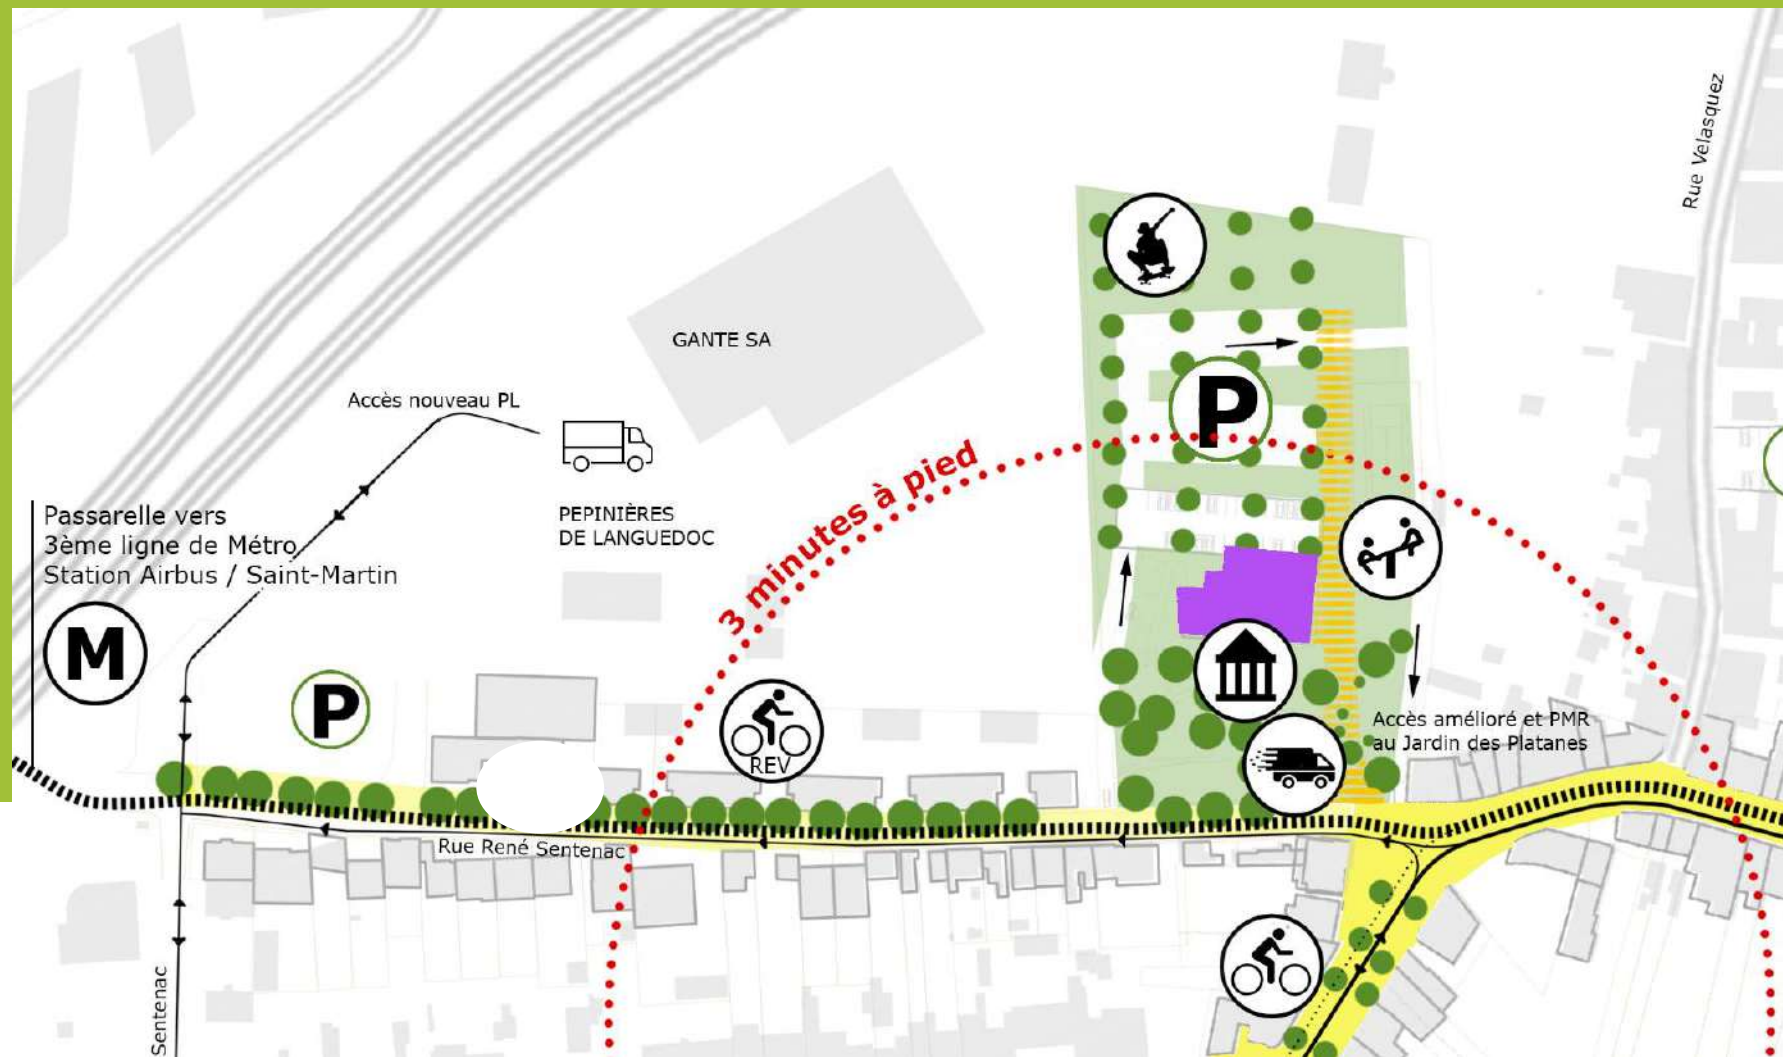 Rue Velasquez
GANTE SA
Accès nouveau PL
P
3 minutes à pied
Passarelle vers
3ème ligne de Métro
Station Airbus / Saint-Martin
PEPINIÈRES
DE LANGUEDOC
M
P
REV
Accès amélioré et PMR
au Jardin des Platanes
Rue René Sentenac
Sentenac